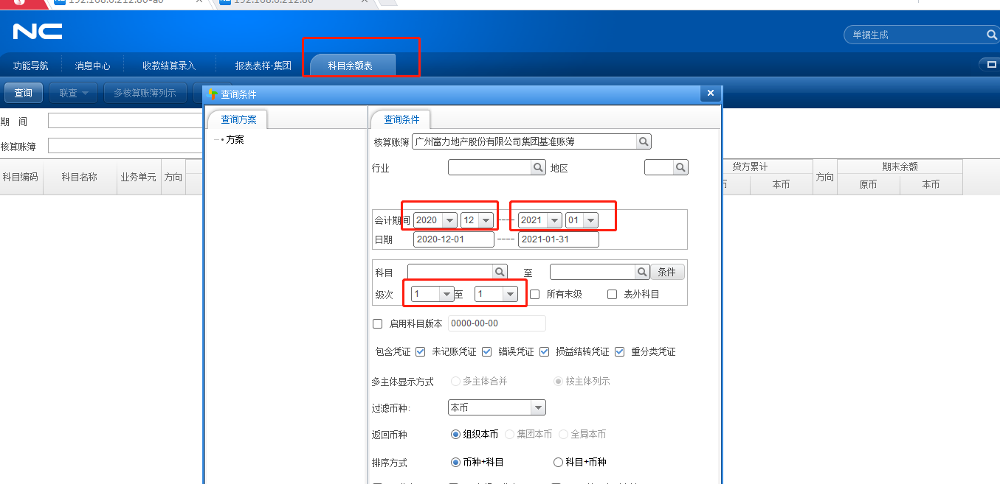 192.168.0.212:80-a0
192.168.0.212:80
NC
单据生成
功能导航 消息中心 收款结算录入 报表表样-集团 科目余额表
查询 联查 多核算账簿列示
查询条件
期 间
核算账簿
科目编码 科目名称 业务单元 方向
贷方累计 方向 期末余额
币 本币 原币 本币
查询方案
方案
查询条件
核算账簿 广州富力地产股份有限公司集团基准账薄
行业 地区
会计期间 2020 12 ---- 2021 01
日期 2020-12-01 ---- 2021-01-31
科目 至 条件
级次 1 至 1 所有末级 表外科目
启用科目版本 0000-00-00
包含凭证 未记账凭证 错误凭证 损益结转凭证 重分类凭证
多主体显示方式 多主体合并 按主体列示
过滤币种: 本币
返回币种 组织本币 集团本币 全局本币
排序方式 币种+科目 科目+币种